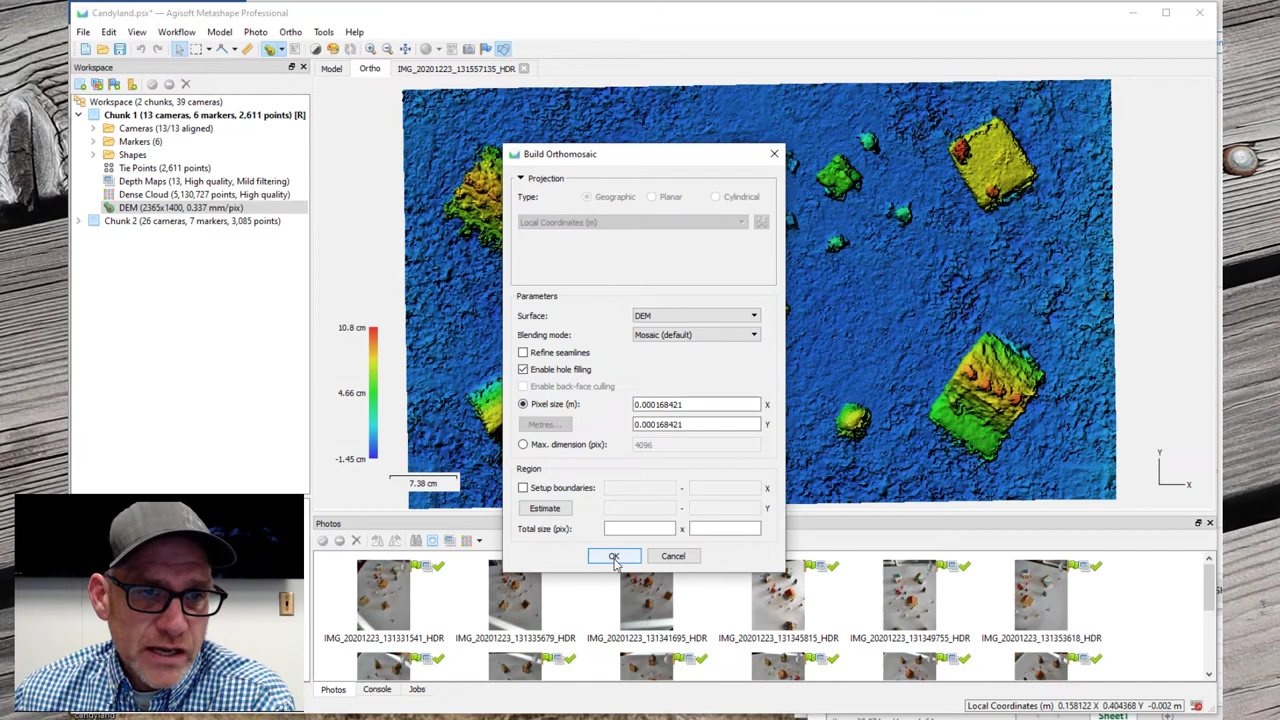 Candyland.psx* — Agisoft Metashape Professional
File Edit View Workflow Model Photo Ortho Tools Help
Workspace
Model Ortho IMG_20201223_131557135_HDR
Workspace (2 chunks, 39 cameras)
Chunk 1 (13 cameras, 6 markers, 2,611 points) [R]
Cameras (13/13 aligned)
Markers (6)
Shapes
Tie Points (2,611 points)
Depth Maps (13, High quality, Mild filtering)
Dense Cloud (5,130,727 points, High quality)
DEM (2365x1400, 0.337 mm/pix)
Chunk 2 (26 cameras, 7 markers, 3,085 points)
10.8 cm
4.66 cm
-1.45 cm
7.38 cm
Build Orthomosaic
Projection
Type: Geographic Planar Cylindrical
Local Coordinates (m)
Parameters
Surface: DEM
Blending mode: Mosaic (default)
Refine seamlines
Enable hole filling
Enable back-face culling
Pixel size (m): 0.000168421 X
Metres... 0.000168421 Y
Max. dimension (pix): 4096
Region
Setup boundaries: - X
Estimate - Y
Total size (pix): x
OK Cancel
Y
X
Photos
IMG_20201223_131331541_HDR IMG_20201223_131335679_HDR IMG_20201223_131341695_HDR IMG_20201223_131345815_HDR IMG_20201223_131349755_HDR IMG_20201223_131353618_HDR
Photos Console Jobs
Local Coordinates (m) 0.158122 X 0.404368 Y -0.002 m
candyland
Sheet1